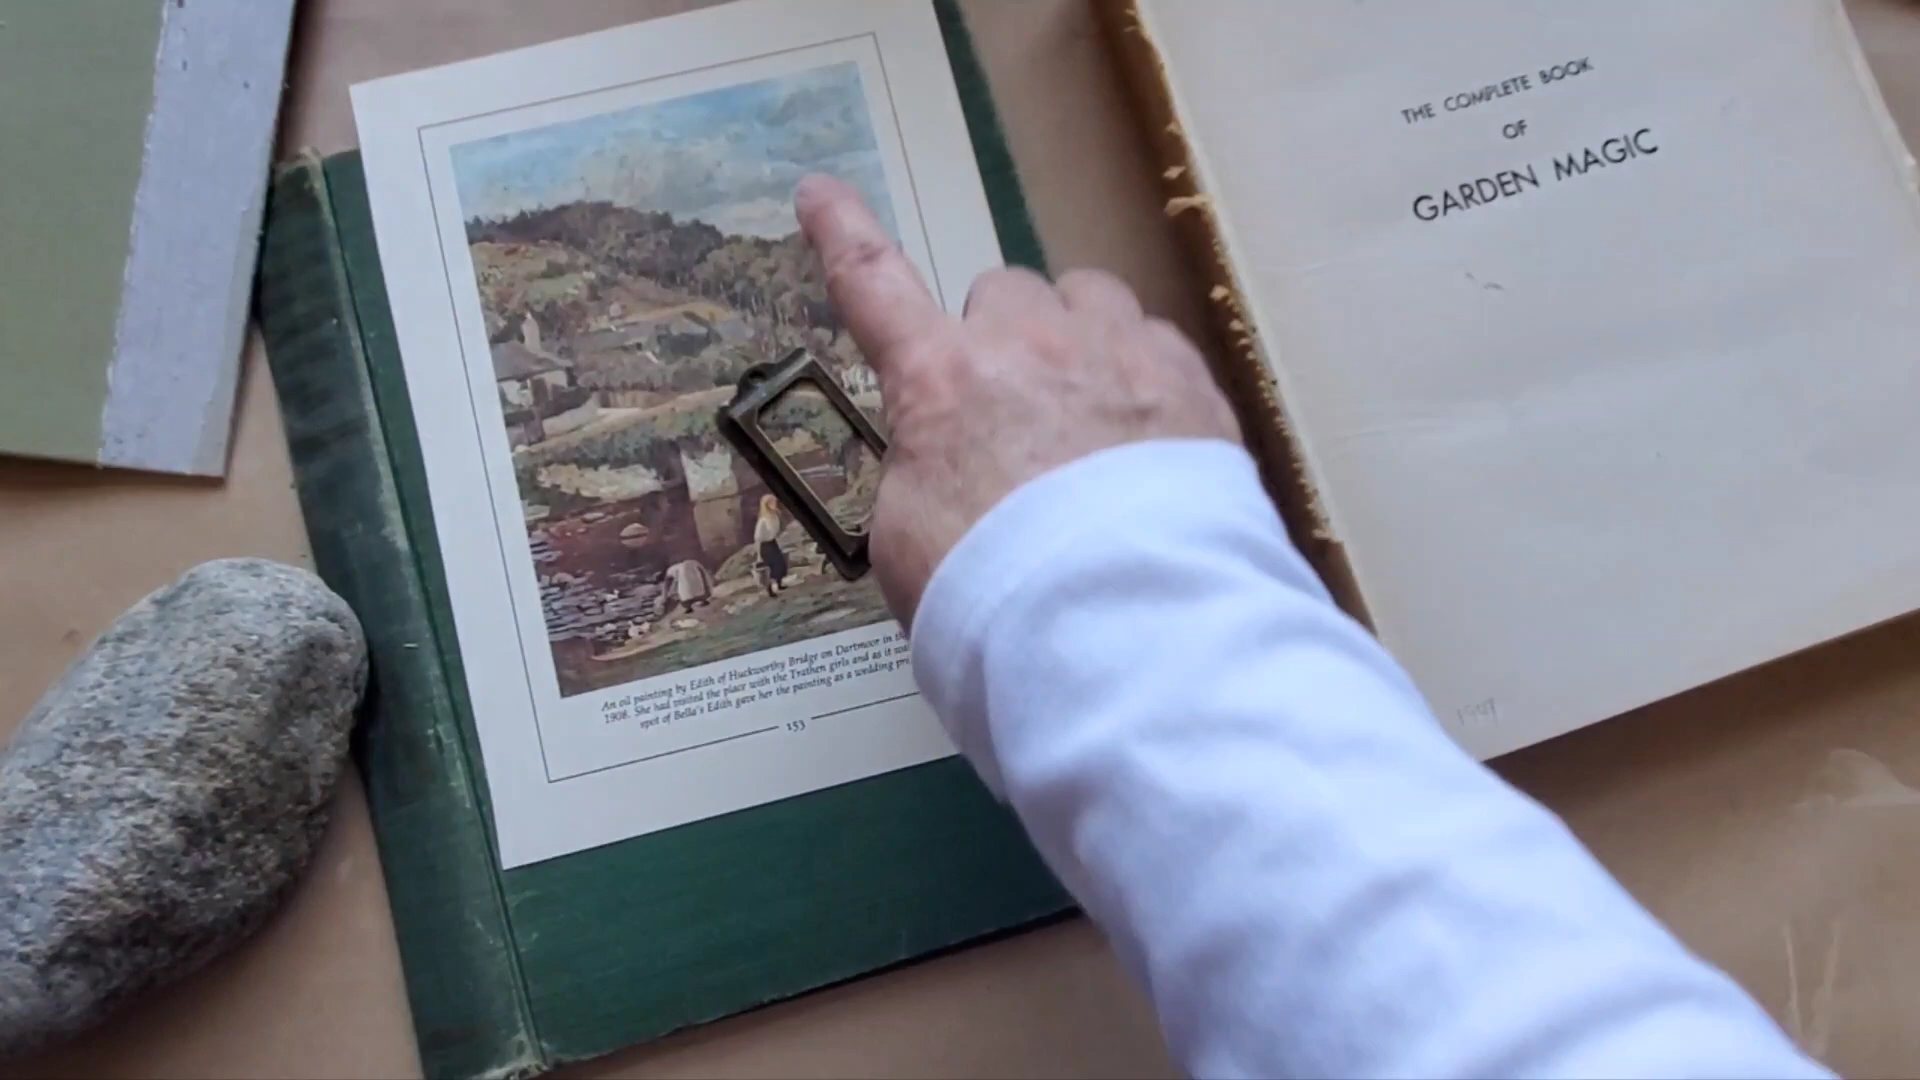 An oil painting by Edith of Huckworthy Bridge on Dartmoor in
1908. She had visited the place with the Trathen girls and as it was
spot of Bella's Edith gave her the painting as a wedding
153
THE COMPLETE BOOK
OF
GARDEN MAGIC